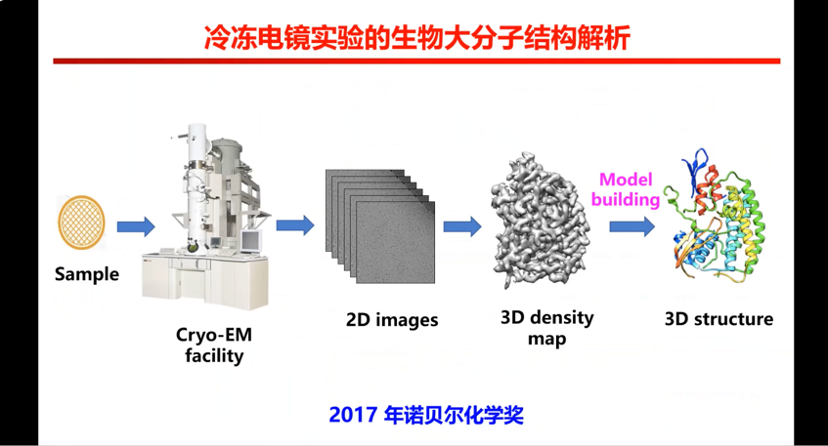 冷冻电镜实验的生物大分子结构解析
Sample
Cryo-EM
facility
2D images
3D density
map
Model
building
3D structure
2017 年诺贝尔化学奖